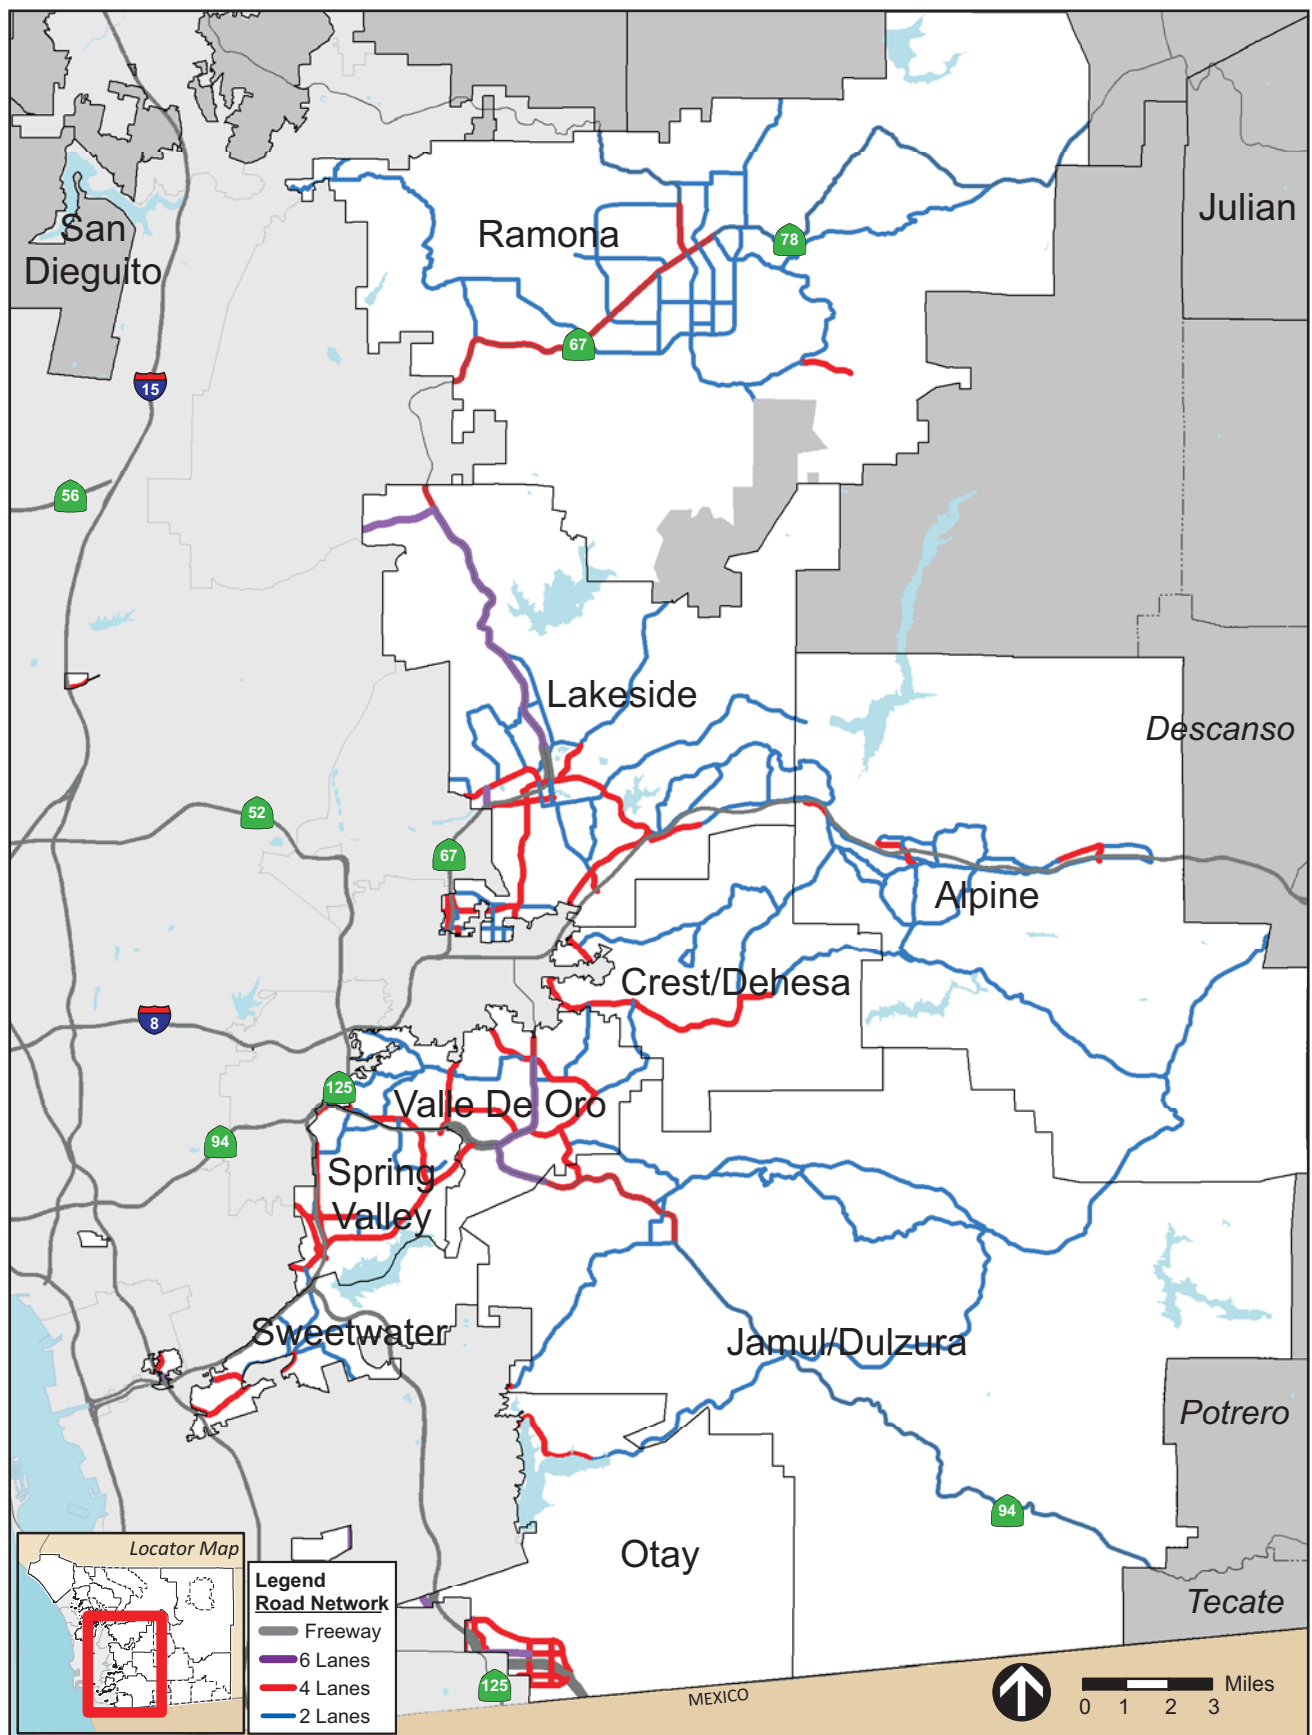 Julian
San
Dieguito
Ramona
78
67
15
56
Lakeside
Descanso
52
67
Alpine
Crest/Dehesa
8
125
Valle De Oro
94
Spring
Valley
Sweetwater
Jamul/Dulzura
Potrero
94
Otay
Tecate
Locator Map
Legend
Road Network
Freeway
6 Lanes
4 Lanes
2 Lanes
125
MEXICO
Miles
0 1 2 3